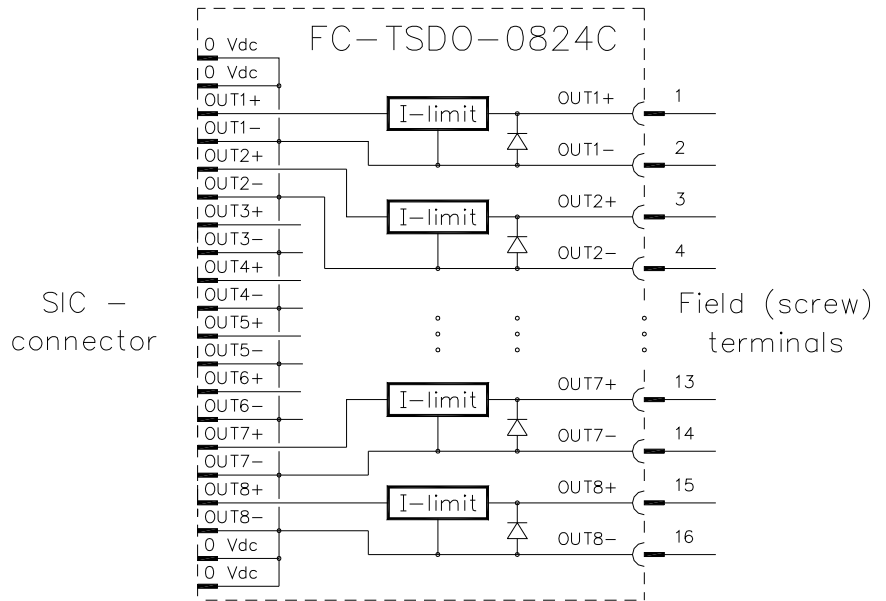 FC-TSDO-0824C
0 Vdc
0 Vdc
OUT1+
OUT1-
OUT2+
OUT2-
OUT3+
OUT3-
OUT4+
OUT4-
OUT5+
OUT5-
OUT6+
OUT6-
OUT7+
OUT7-
OUT8+
OUT8-
0 Vdc
0 Vdc
SIC -
connector
I-limit
OUT1+ 1
OUT1- 2
I-limit
OUT2+ 3
OUT2- 4
I-limit
OUT7+ 13
OUT7- 14
I-limit
OUT8+ 15
OUT8- 16
Field (screw)
terminals